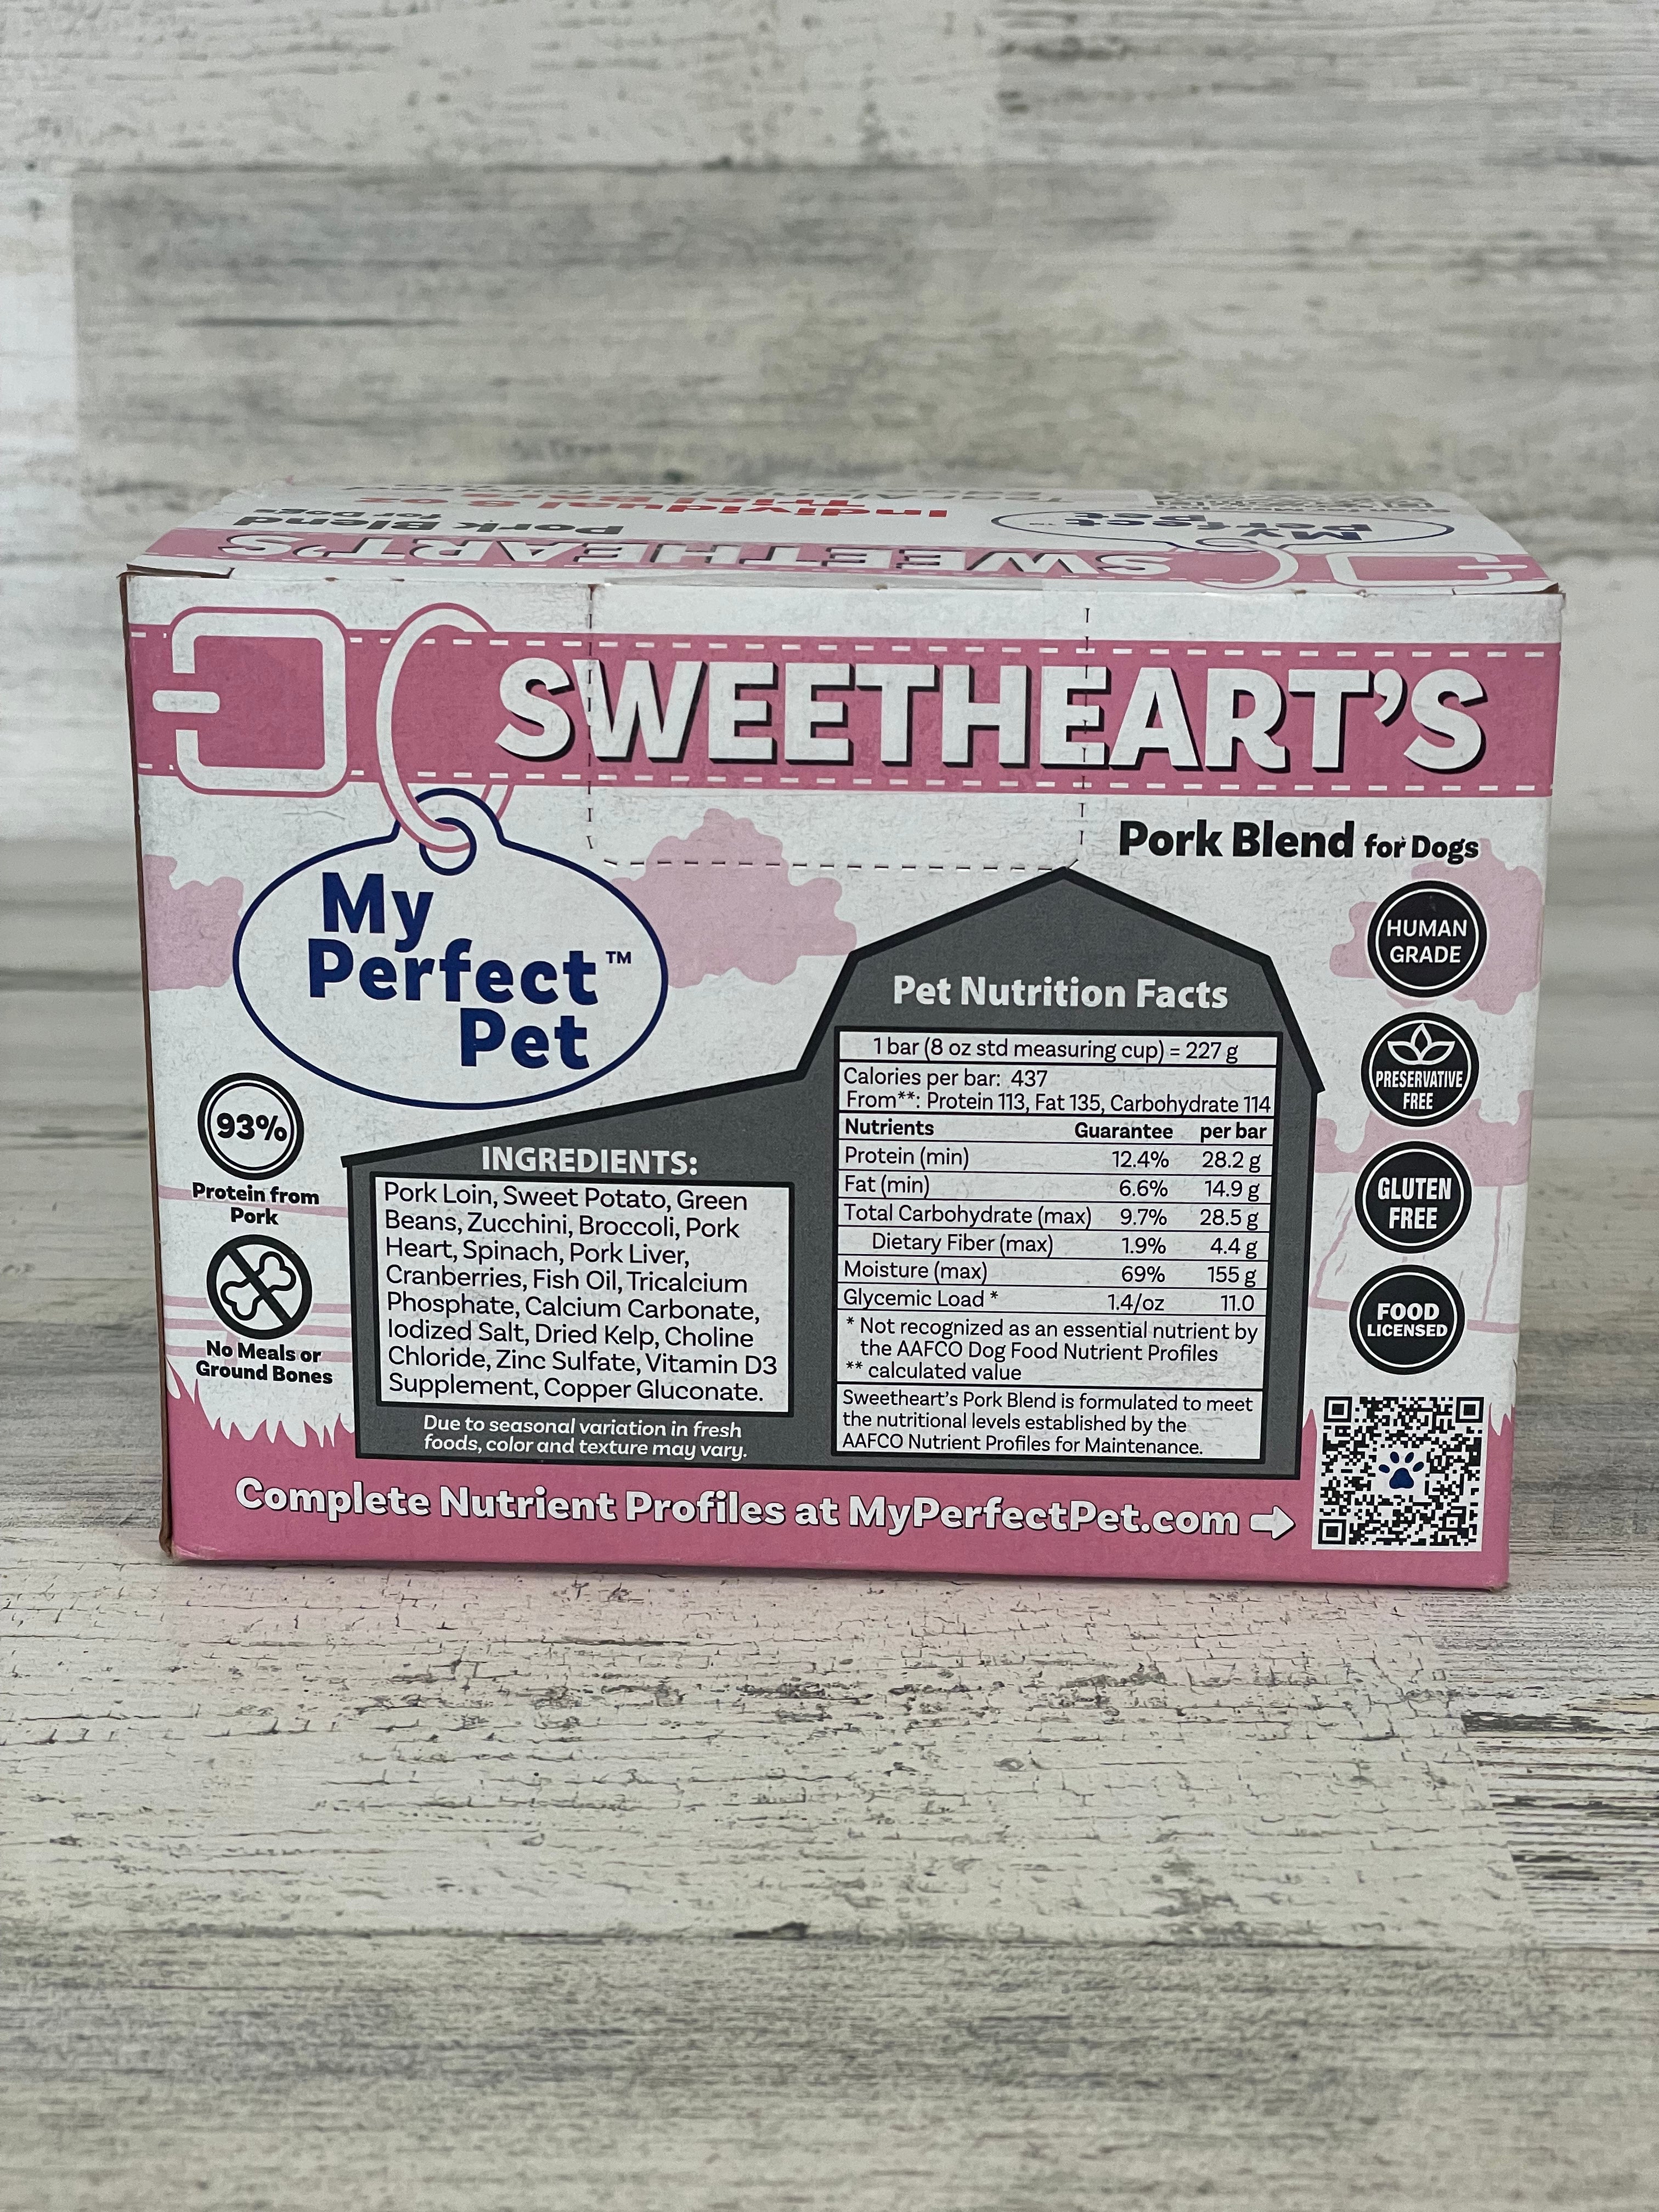 Individual 8 oz
Trial Bars
Pork Blend
for Dogs
My
Perfect
Pet
SWEETHEART'S
SWEETHEART'S
Pork Blend for Dogs
My
Perfect™
Pet
HUMAN
GRADE
PRESERVATIVE
FREE
GLUTEN
FREE
FOOD
LICENSED
93%
Protein from
Pork
No Meals or
Ground Bones
INGREDIENTS:
Pork Loin, Sweet Potato, Green
Beans, Zucchini, Broccoli, Pork
Heart, Spinach, Pork Liver,
Cranberries, Fish Oil, Tricalcium
Phosphate, Calcium Carbonate,
Iodized Salt, Dried Kelp, Choline
Chloride, Zinc Sulfate, Vitamin D3
Supplement, Copper Gluconate.
Due to seasonal variation in fresh
foods, color and texture may vary.
Pet Nutrition Facts
1 bar (8 oz std measuring cup) = 227 g
Calories per bar: 437
From**: Protein 113, Fat 135, Carbohydrate 114
Nutrients Guarantee per bar
Protein (min) 12.4% 28.2 g
Fat (min) 6.6% 14.9 g
Total Carbohydrate (max) 9.7% 28.5 g
Dietary Fiber (max) 1.9% 4.4 g
Moisture (max) 69% 155 g
Glycemic Load * 1.4/oz 11.0
* Not recognized as an essential nutrient by
the AAFCO Dog Food Nutrient Profiles
** calculated value
Sweetheart's Pork Blend is formulated to meet
the nutritional levels established by the
AAFCO Nutrient Profiles for Maintenance.
Complete Nutrient Profiles at MyPerfectPet.com